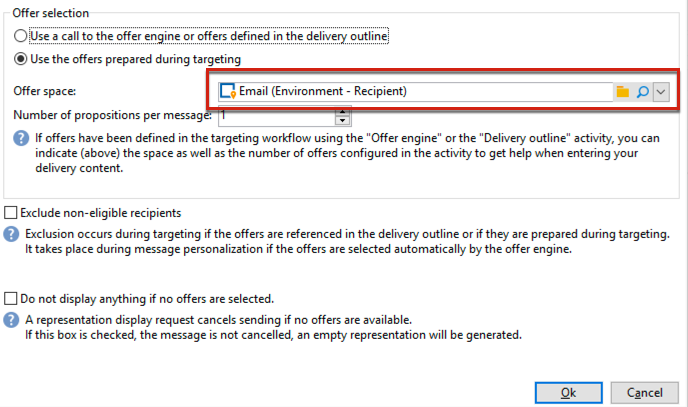 Offer selection
Use a call to the offer engine or offers defined in the delivery outline
Use the offers prepared during targeting
Offer space: Email (Environment - Recipient)
Number of propositions per message: 1
If offers have been defined in the targeting workflow using the "Offer engine" or the "Delivery outline" activity, you can
indicate (above) the space as well as the number of offers configured in the activity to get help when entering your
delivery content.
Exclude non-eligible recipients
Exclusion occurs during targeting if the offers are referenced in the delivery outline or if they are prepared during targeting.
It takes place during message personalization if the offers are selected automatically by the offer engine.
Do not display anything if no offers are selected.
A representation display request cancels sending if no offers are available.
If this box is checked, the message is not cancelled, an empty representation will be generated.
Ok Cancel